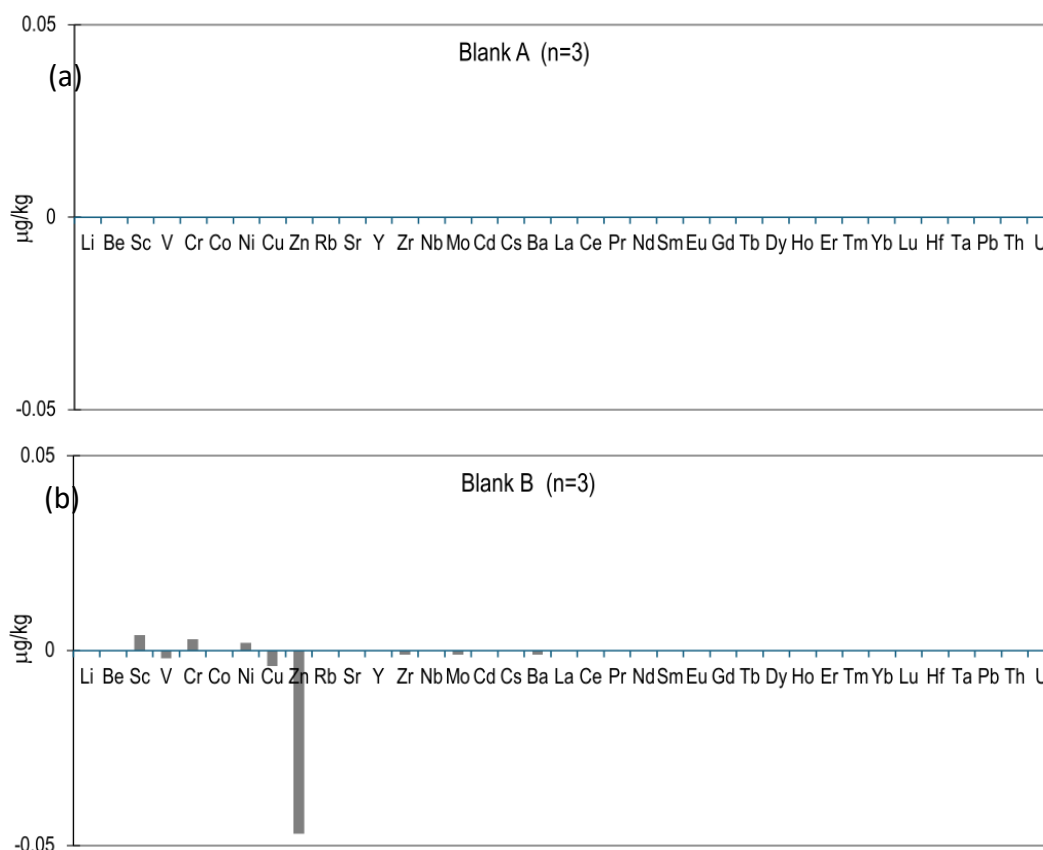 0.05
Blank A (n=3)
(a)
µg/kg
0
Li Be Sc V Cr Co Ni Cu Zn Rb Sr Y Zr Nb Mo Cd Cs Ba La Ce Pr Nd Sm Eu Gd Tb Dy Ho Er Tm Yb Lu Hf Ta Pb Th U
-0.05
0.05
Blank B (n=3)
(b)
µg/kg
0
Li Be Sc V Cr Co Ni Cu Zn Rb Sr Y Zr Nb Mo Cd Cs Ba La Ce Pr Nd Sm Eu Gd Tb Dy Ho Er Tm Yb Lu Hf Ta Pb Th U
-0.05